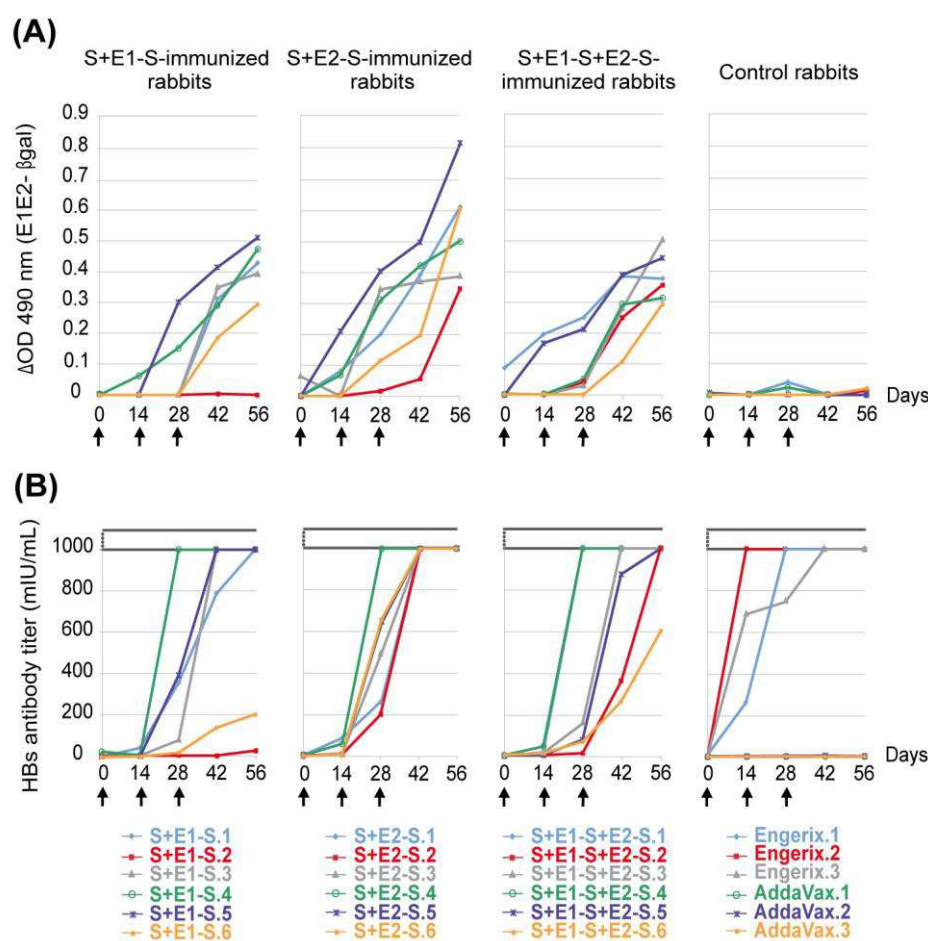 (A)
S+E1-S-immunized
rabbits
S+E2-S-immunized
rabbits
S+E1-S+E2-S-
immunized rabbits
Control rabbits
ΔOD 490 nm (E1E2- βgal)
0.9
0.8
0.7
0.6
0.5
0.4
0.3
0.2
0.1
0
0 14 28 42 56
0 14 28 42 56
0 14 28 42 56
0 14 28 42 56
Days
(B)
HBs antibody titer (mIU/mL)
1000
800
600
400
200
0
0 14 28 42 56
0 14 28 42 56
0 14 28 42 56
0 14 28 42 56
Days
S+E1-S.1
S+E1-S.2
S+E1-S.3
S+E1-S.4
S+E1-S.5
S+E1-S.6
S+E2-S.1
S+E2-S.2
S+E2-S.3
S+E2-S.4
S+E2-S.5
S+E2-S.6
S+E1-S+E2-S.1
S+E1-S+E2-S.2
S+E1-S+E2-S.3
S+E1-S+E2-S.4
S+E1-S+E2-S.5
S+E1-S+E2-S.6
Engerix.1
Engerix.2
Engerix.3
AddaVax.1
AddaVax.2
AddaVax.3